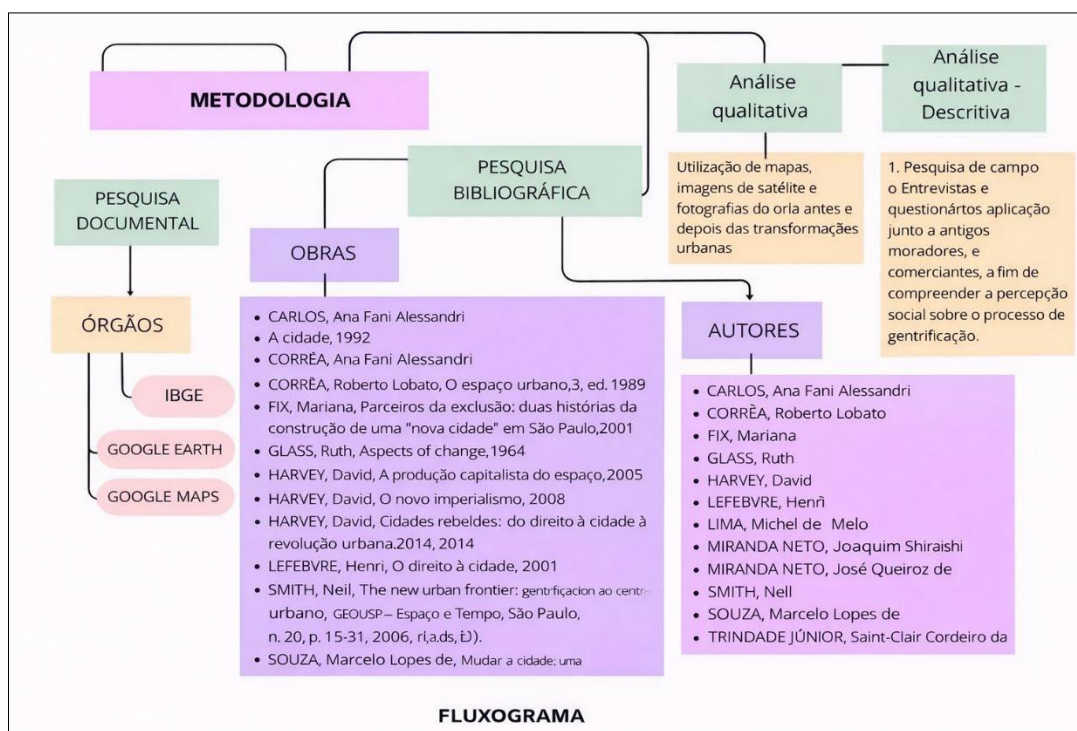 METODOLOGIA
PESQUISA
DOCUMENTAL
ÓRGÃOS
IBGE
GOOGLE EARTH
GOOGLE MAPS
PESQUISA
BIBLIOGRÁFICA
OBRAS
• CARLOS, Ana Fani Alessandri
• A cidade, 1992
• CORRÊA, Ana Fani Alessandri
• CORRÊA, Roberto Lobato, O espaço urbano,3, ed. 1989
• FIX, Mariana, Parceiros da exclusão: duas histórias da
construção de uma "nova cidade" em São Paulo,2001
• GLASS, Ruth, Aspects of change,1964
• HARVEY, David, A produção capitalista do espaço,2005
• HARVEY, David, O novo imperialismo, 2008
• HARVEY, David, Cidades rebeldes: do direito à cidade à
revolução urbana.2014, 2014
• LEFEBVRE, Henri, O direito à cidade, 2001
• SMITH, Neil, The new urban frontier: gentrificacion ao centre
urbano, GEOUSP– Espaço e Tempo, São Paulo,
n. 20, p. 15-31, 2006,
• SOUZA, Marcelo Lopes de, Mudar a cidade; uma
AUTORES
• CARLOS, Ana Fani Alessandri
• CORRÈA, Roberto Lobato
• FIX, Mariana
• GLASS, Ruth
• HARVEY, David
• LEFEBVRE, Henñ
• LIMA, Michel de Melo
• MIRANDA NETO, Joaquim Shiraishi
• MIRANDA NETO, José Queiroz de
• SMITH, Nell
• SOUZA, Marcelo Lopes de
• TRINDADE JÚNIOR, Saint-Clair Cordeiro da
Análise
qualitativa
Utilização de mapas,
imagens de satélite e
fotografias do orla antes e
depois das transformações
urbanas
Análise
qualitativa -
Descritiva
1. Pesquisa de campo
o Entrevistas e
questionártos aplicação
junto a antigos
moradores, e
comerciantes, a fim de
compreender a percepção
social sobre o processo de
gentrificação.
FLUXOGRAMA